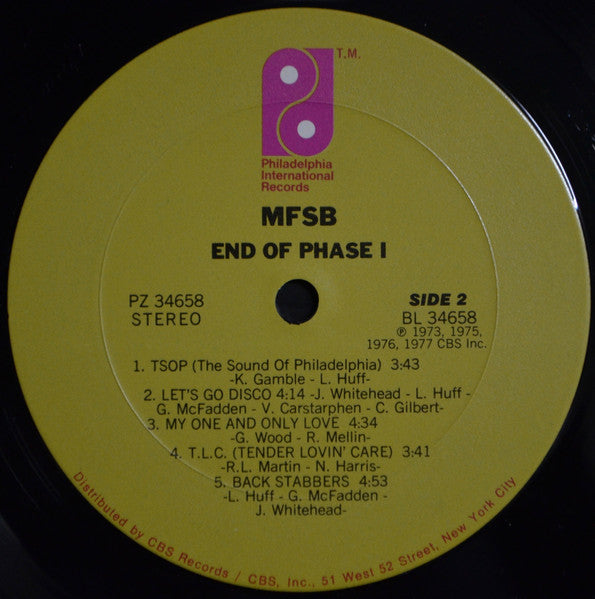 T.M.
Philadelphia
International
Records
MFSB
END OF PHASE I
PZ 34658
STEREO
SIDE 2
BL 34658
℗ 1973, 1975,
1976, 1977 CBS Inc.
1. TSOP (The Sound Of Philadelphia) 3:43
-K. Gamble - L. Huff-
2. LET'S GO DISCO 4:14 -J. Whitehead - L. Huff -
G. McFadden - V. Carstarphen - C. Gilbert-
3. MY ONE AND ONLY LOVE 4:34
-G. Wood - R. Mellin-
4. T.L.C. (TENDER LOVIN' CARE) 3:41
-R.L. Martin - N. Harris-
5. BACK STABBERS 4:53
-L. Huff - G. McFadden -
J. Whitehead-
Distributed by CBS Records / CBS, Inc., 51 West 52 Street, New York City